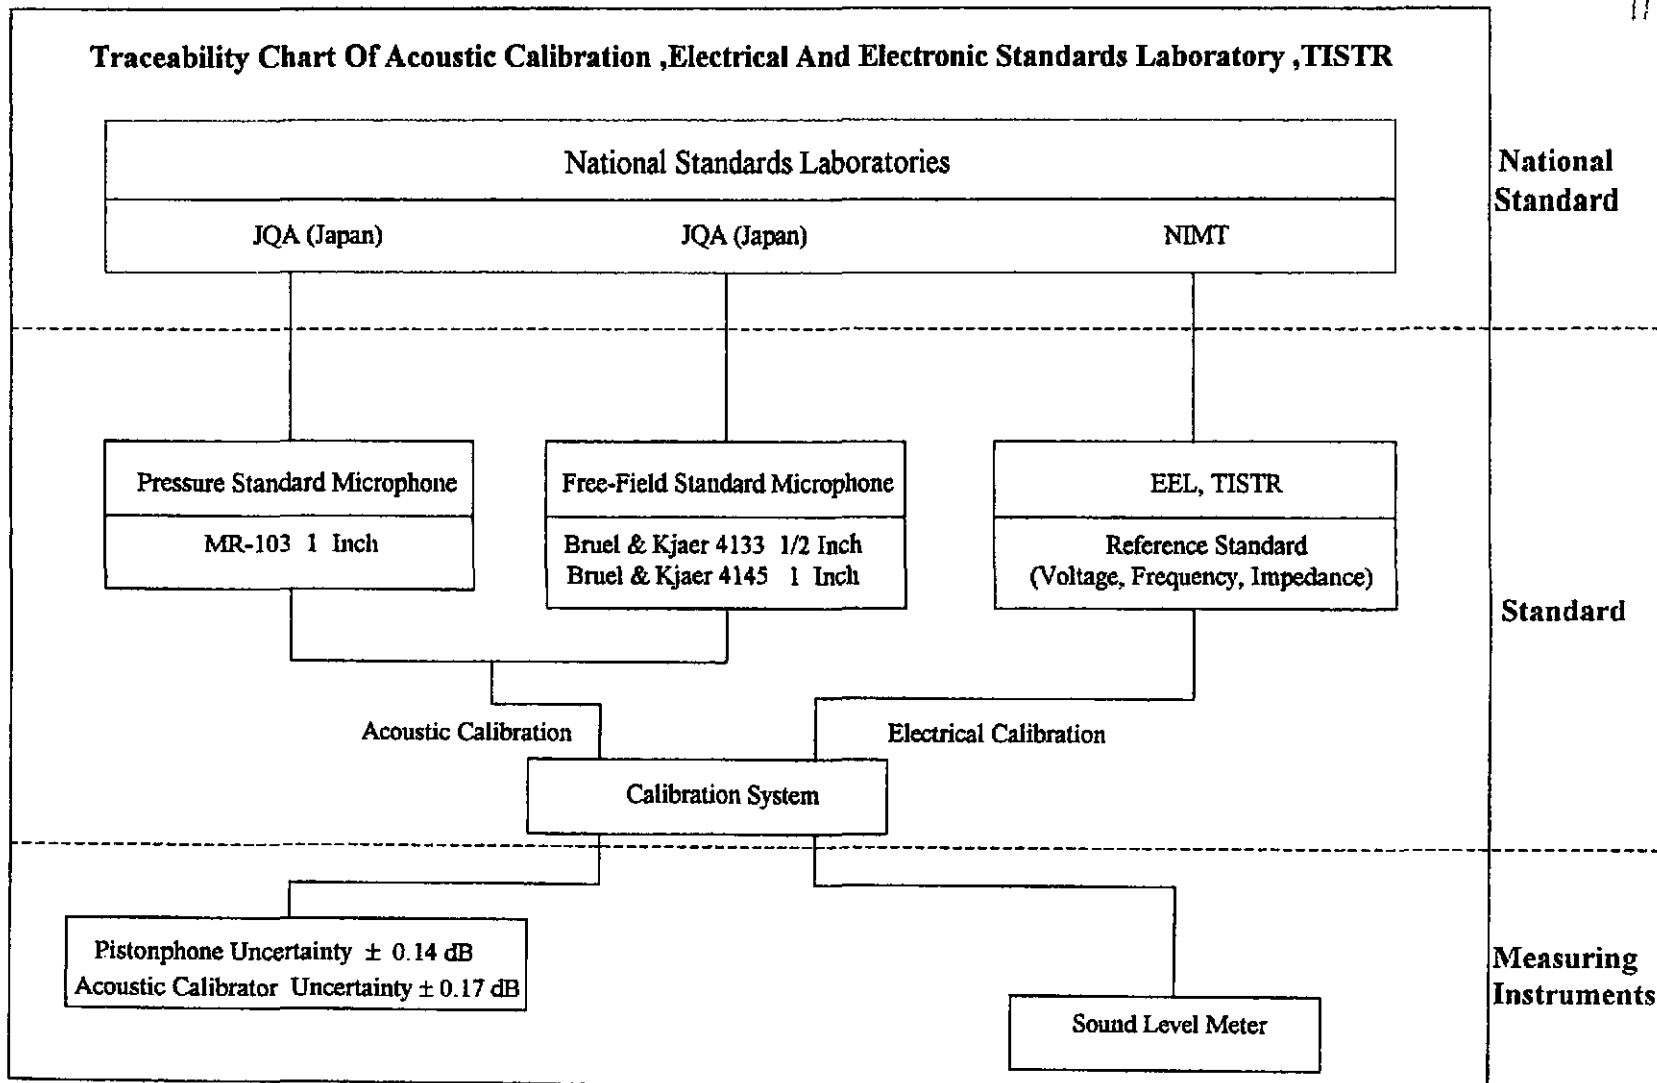 Traceability Chart Of Acoustic Calibration ,Electrical And Electronic Standards Laboratory ,TISTR
National Standards Laboratories
JQA (Japan)
JQA (Japan)
NIMT
National
Standard
Pressure Standard Microphone
MR-103 1 Inch
Free-Field Standard Microphone
Bruel & Kjaer 4133 1/2 Inch
Bruel & Kjaer 4145 1 Inch
EEL, TISTR
Reference Standard
(Voltage, Frequency, Impedance)
Standard
Acoustic Calibration
Electrical Calibration
Calibration System
Pistonphone Uncertainty ± 0.14 dB
Acoustic Calibrator Uncertainty ± 0.17 dB
Sound Level Meter
Measuring
Instruments